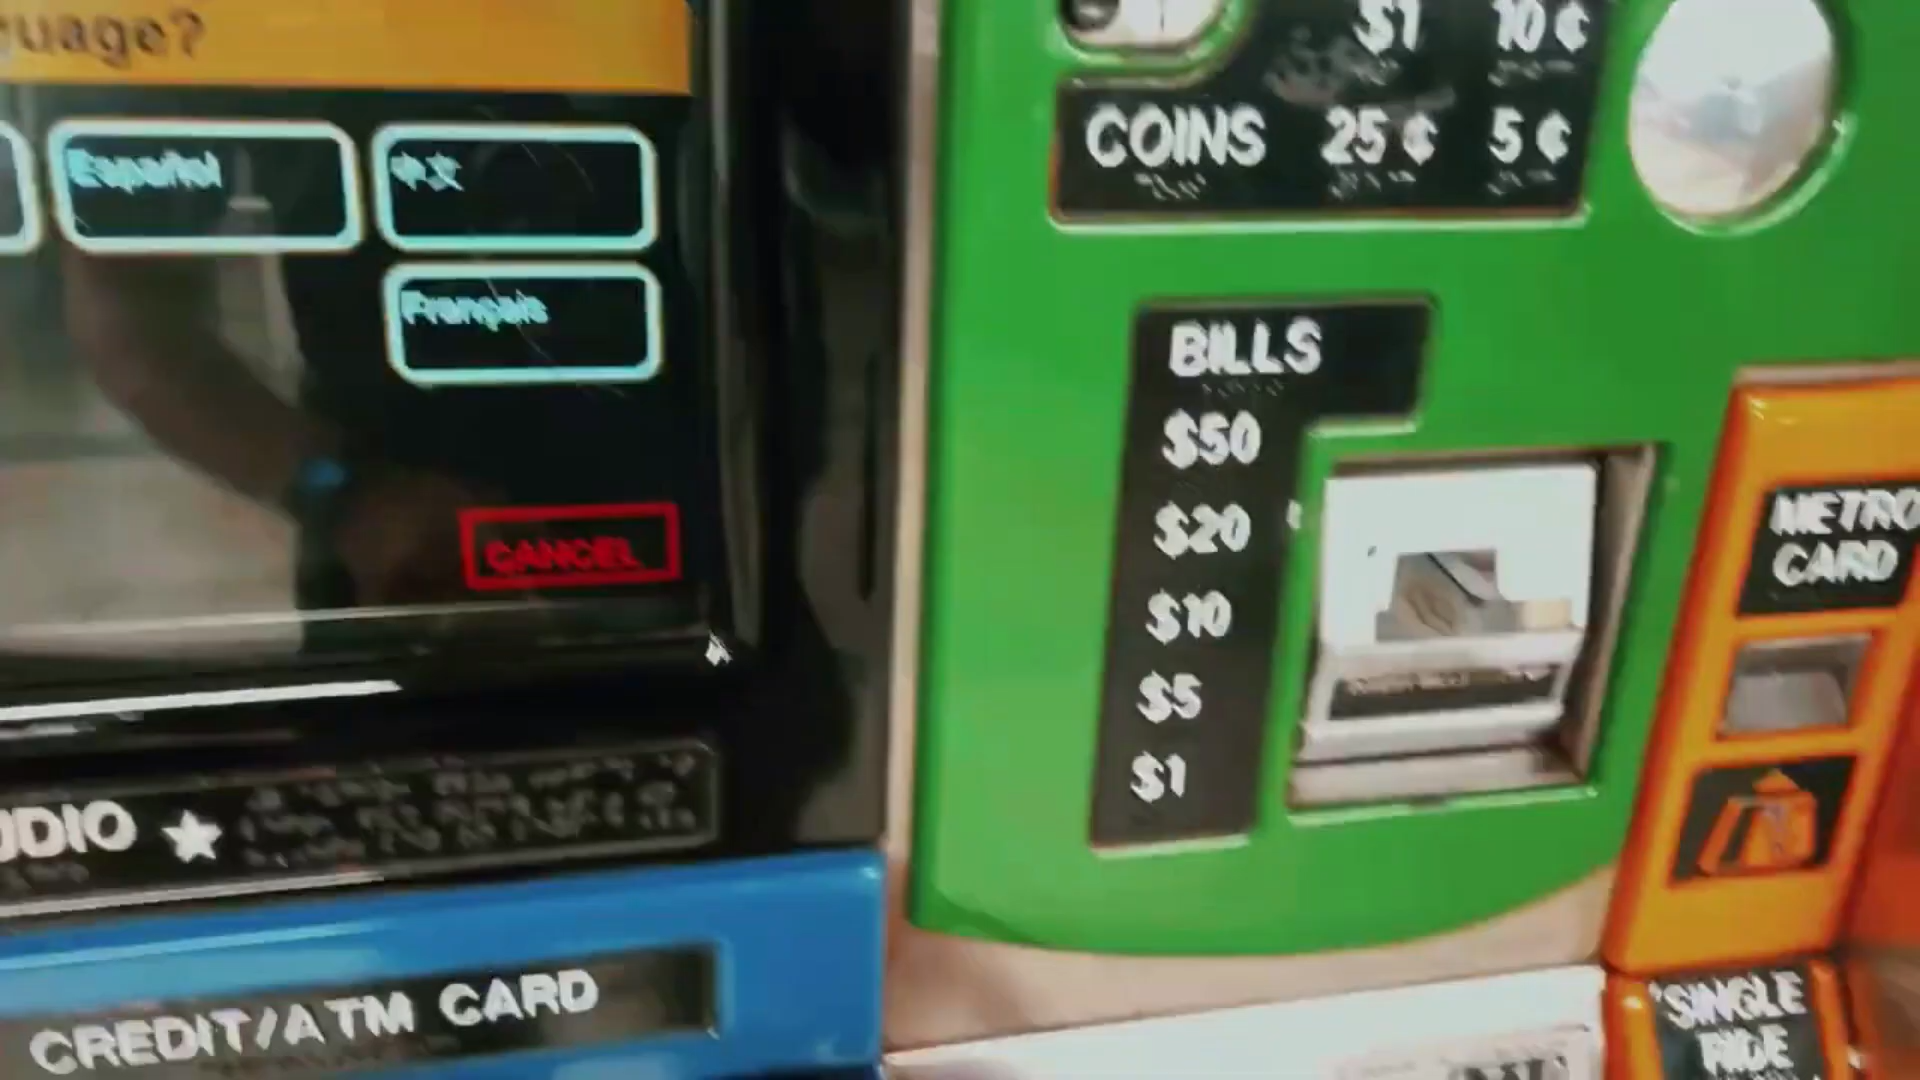 uage?
Español
中文
Français
CANCEL
UDIO ★
CREDIT/ATM CARD
$1 10¢
COINS 25¢ 5¢
BILLS
$50
$20
$10
$5
$1
METRO
CARD
SINGLE
RIDE